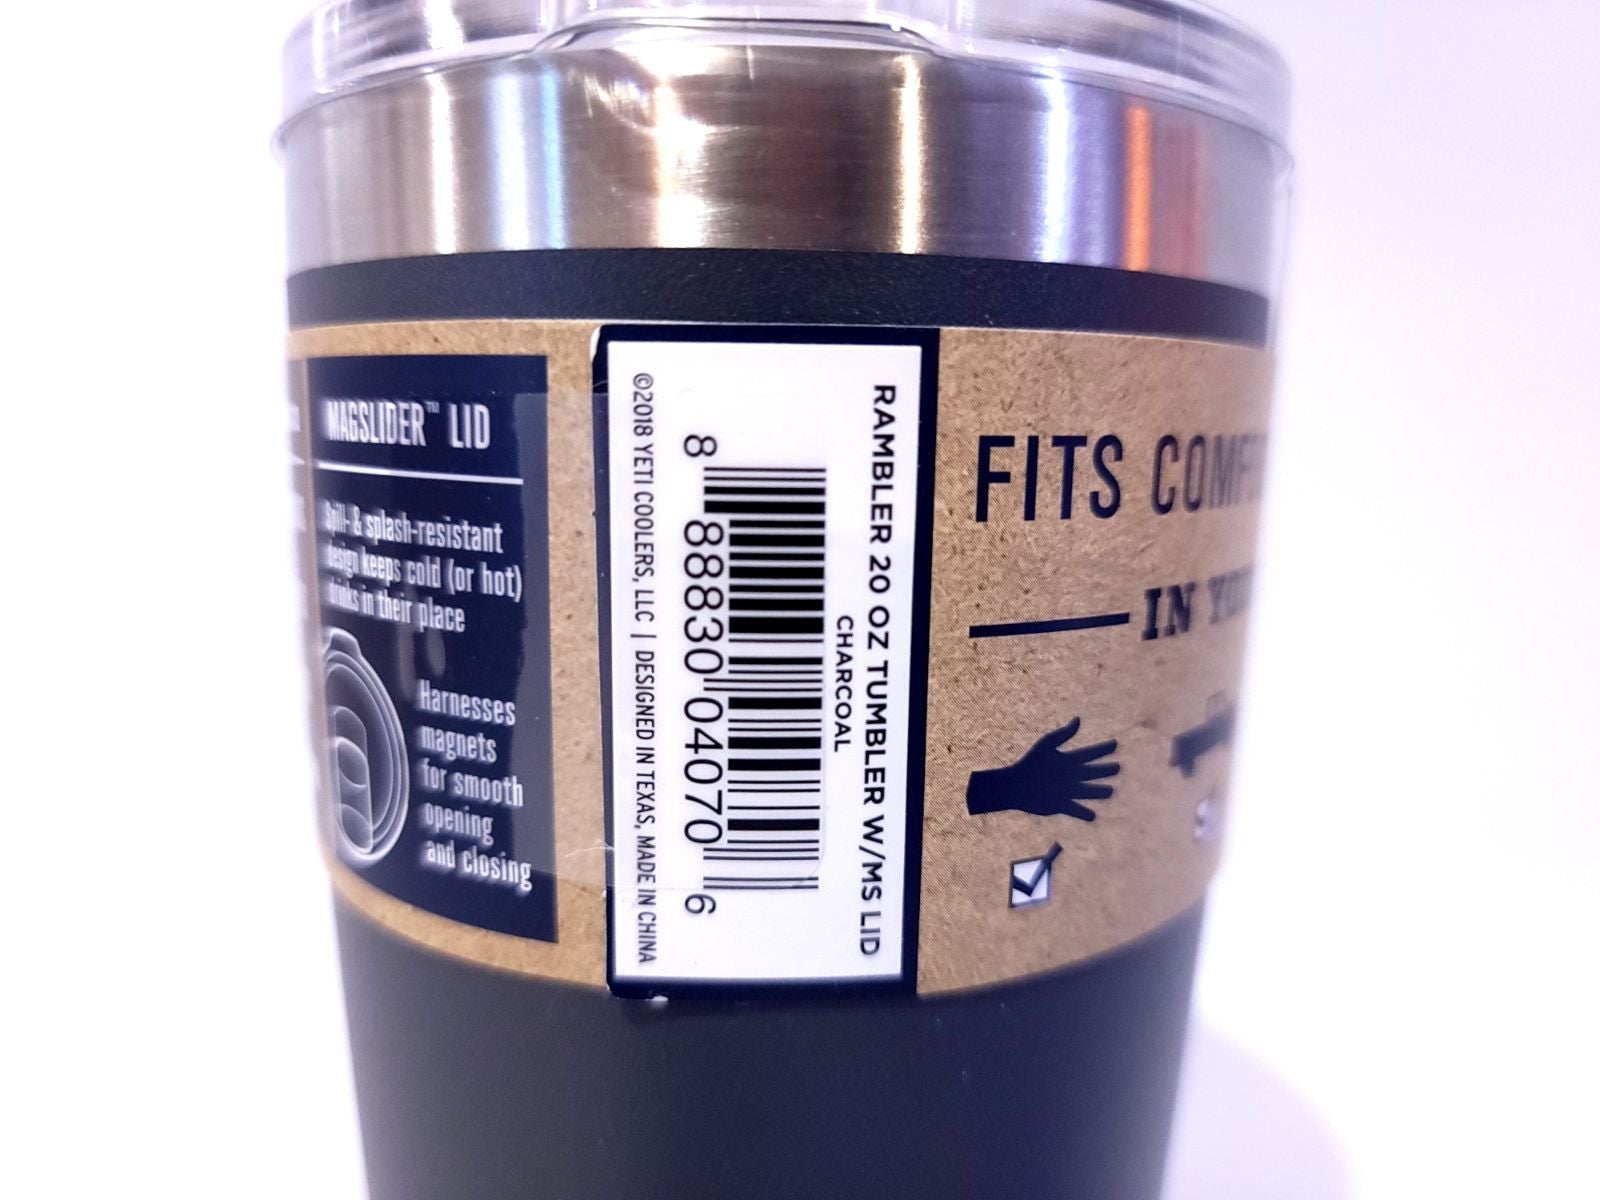 MAGSLIDER™ LID
Spill- & splash-resistant
design keeps cold (or hot)
drinks in their place
Harnesses
magnets
for smooth
opening
and closing
RAMBLER 20 OZ TUMBLER W/MS LID
CHARCOAL
8 88830 04070 6
©2018 YETI COOLERS, LLC | DESIGNED IN TEXAS, MADE IN CHINA
FITS
IN